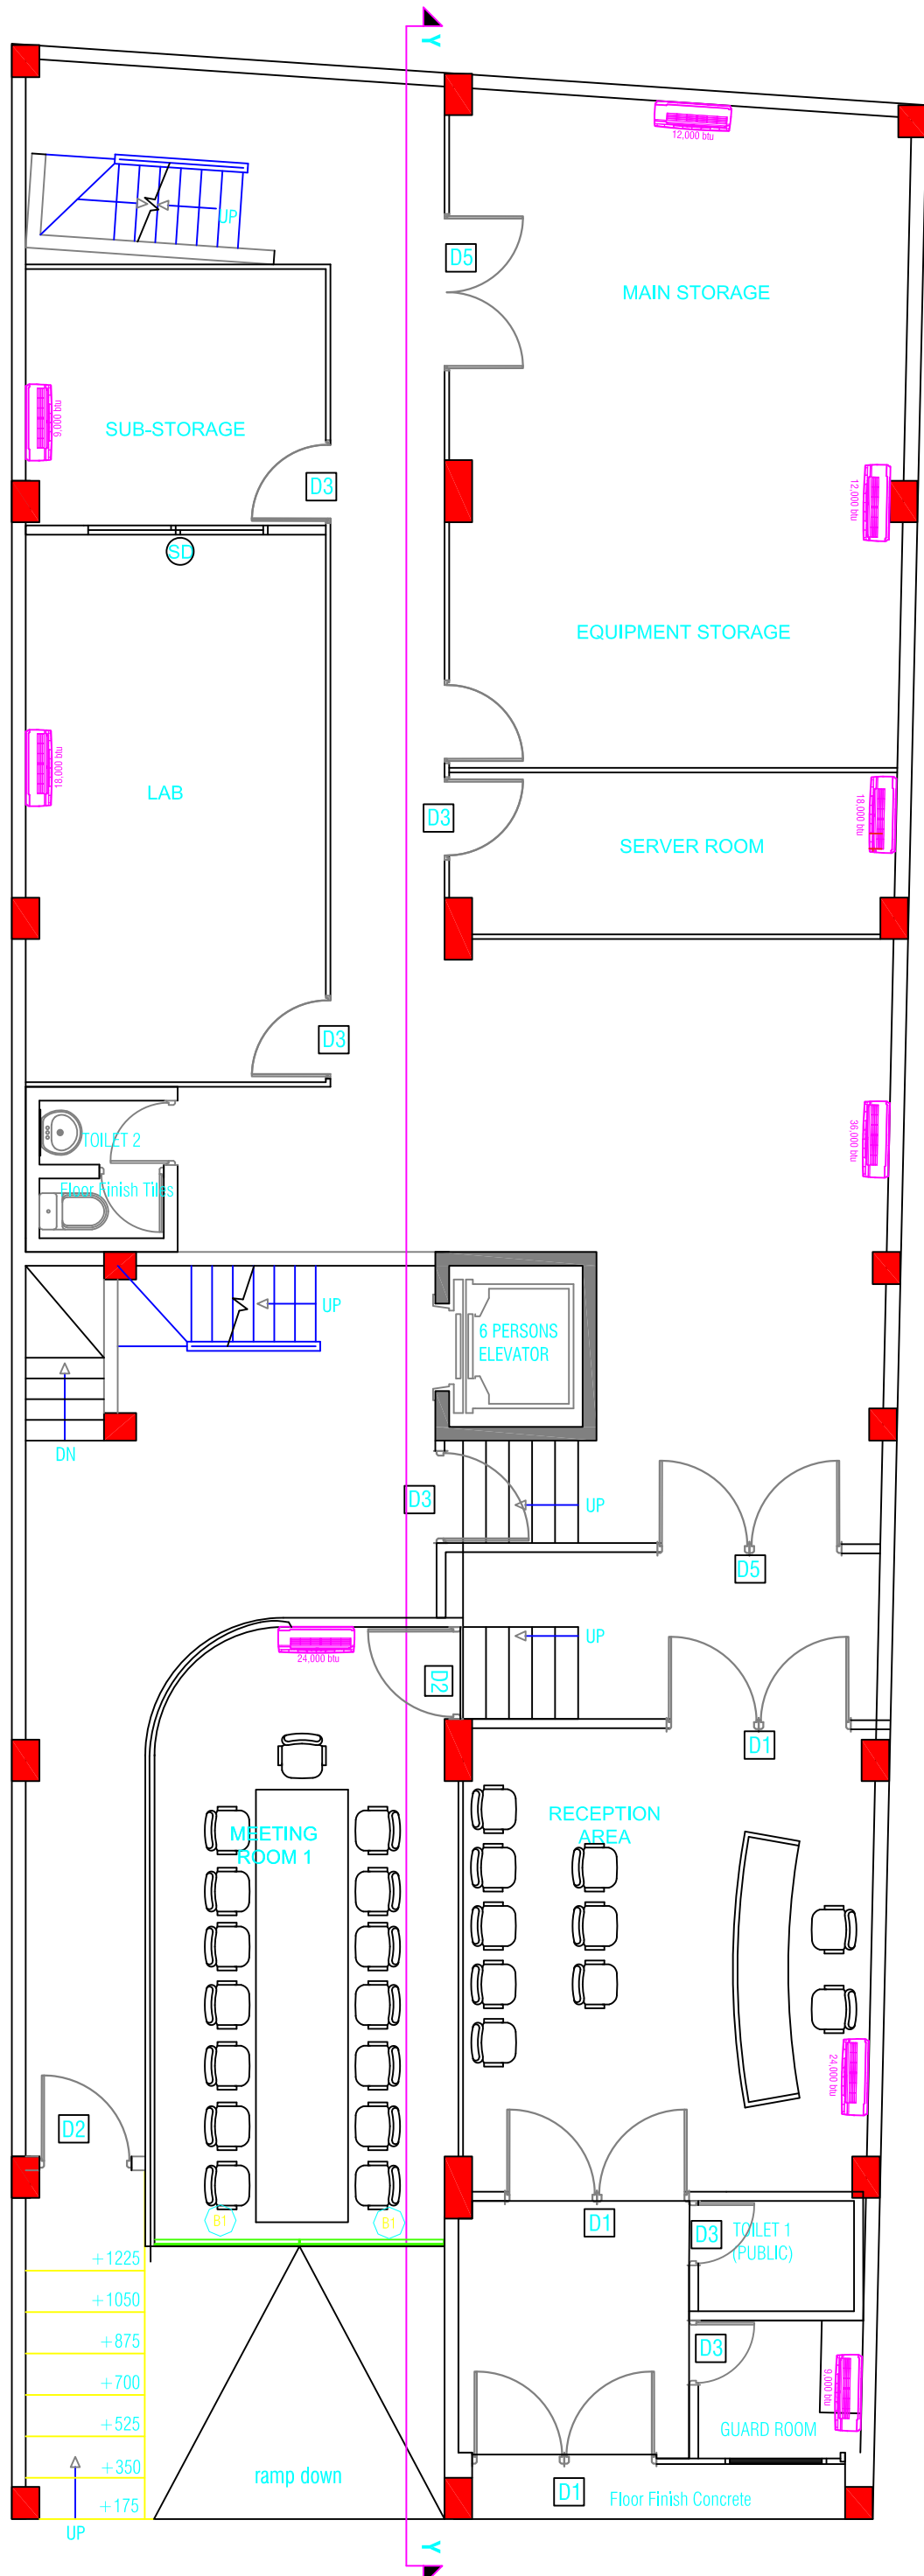 Y
12,000 btu
UP
D5
MAIN STORAGE
9,000 btu
SUB-STORAGE
D3
12,000 btu
SD
EQUIPMENT STORAGE
18,000 btu
LAB
D3
18,000 btu
SERVER ROOM
D3
36,000 btu
TOILET 2
Floor Finish Tiles
UP
6 PERSONS
ELEVATOR
DN
D3
UP
D5
UP
24,000 btu
D2
D1
MEETING
ROOM 1
RECEPTION
AREA
24,000 btu
D2
B1
B1
D1
D3
TOILET 1
(PUBLIC)
+1225
+1050
+875
+700
+525
+350
+175
UP
D3
9,000 btu
GUARD ROOM
ramp down
D1
Floor Finish Concrete
Y